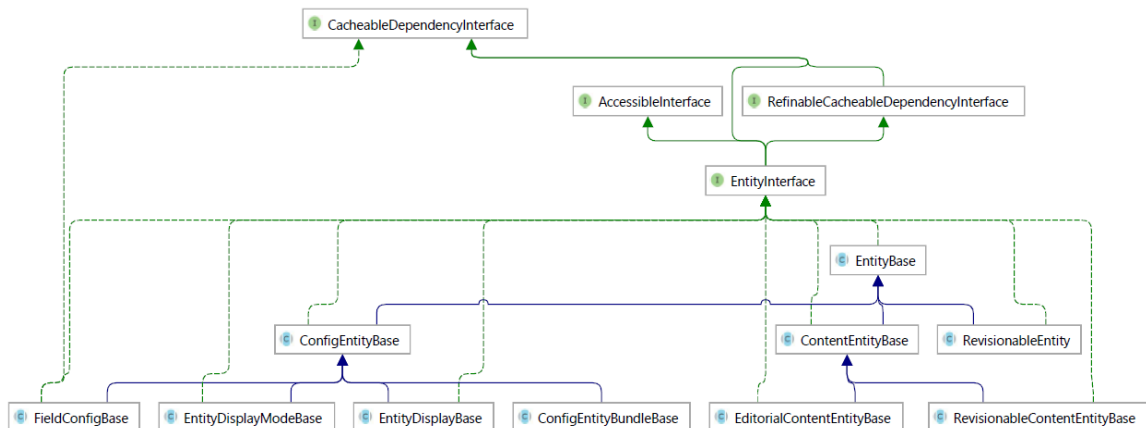 CacheableDependencyInterface
AccessibleInterface
RefinableCacheableDependencyInterface
EntityInterface
EntityBase
ConfigEntityBase
ContentEntityBase
RevisionableEntity
FieldConfigBase
EntityDisplayModeBase
EntityDisplayBase
ConfigEntityBundleBase
EditorialContentEntityBase
RevisionableContentEntityBase